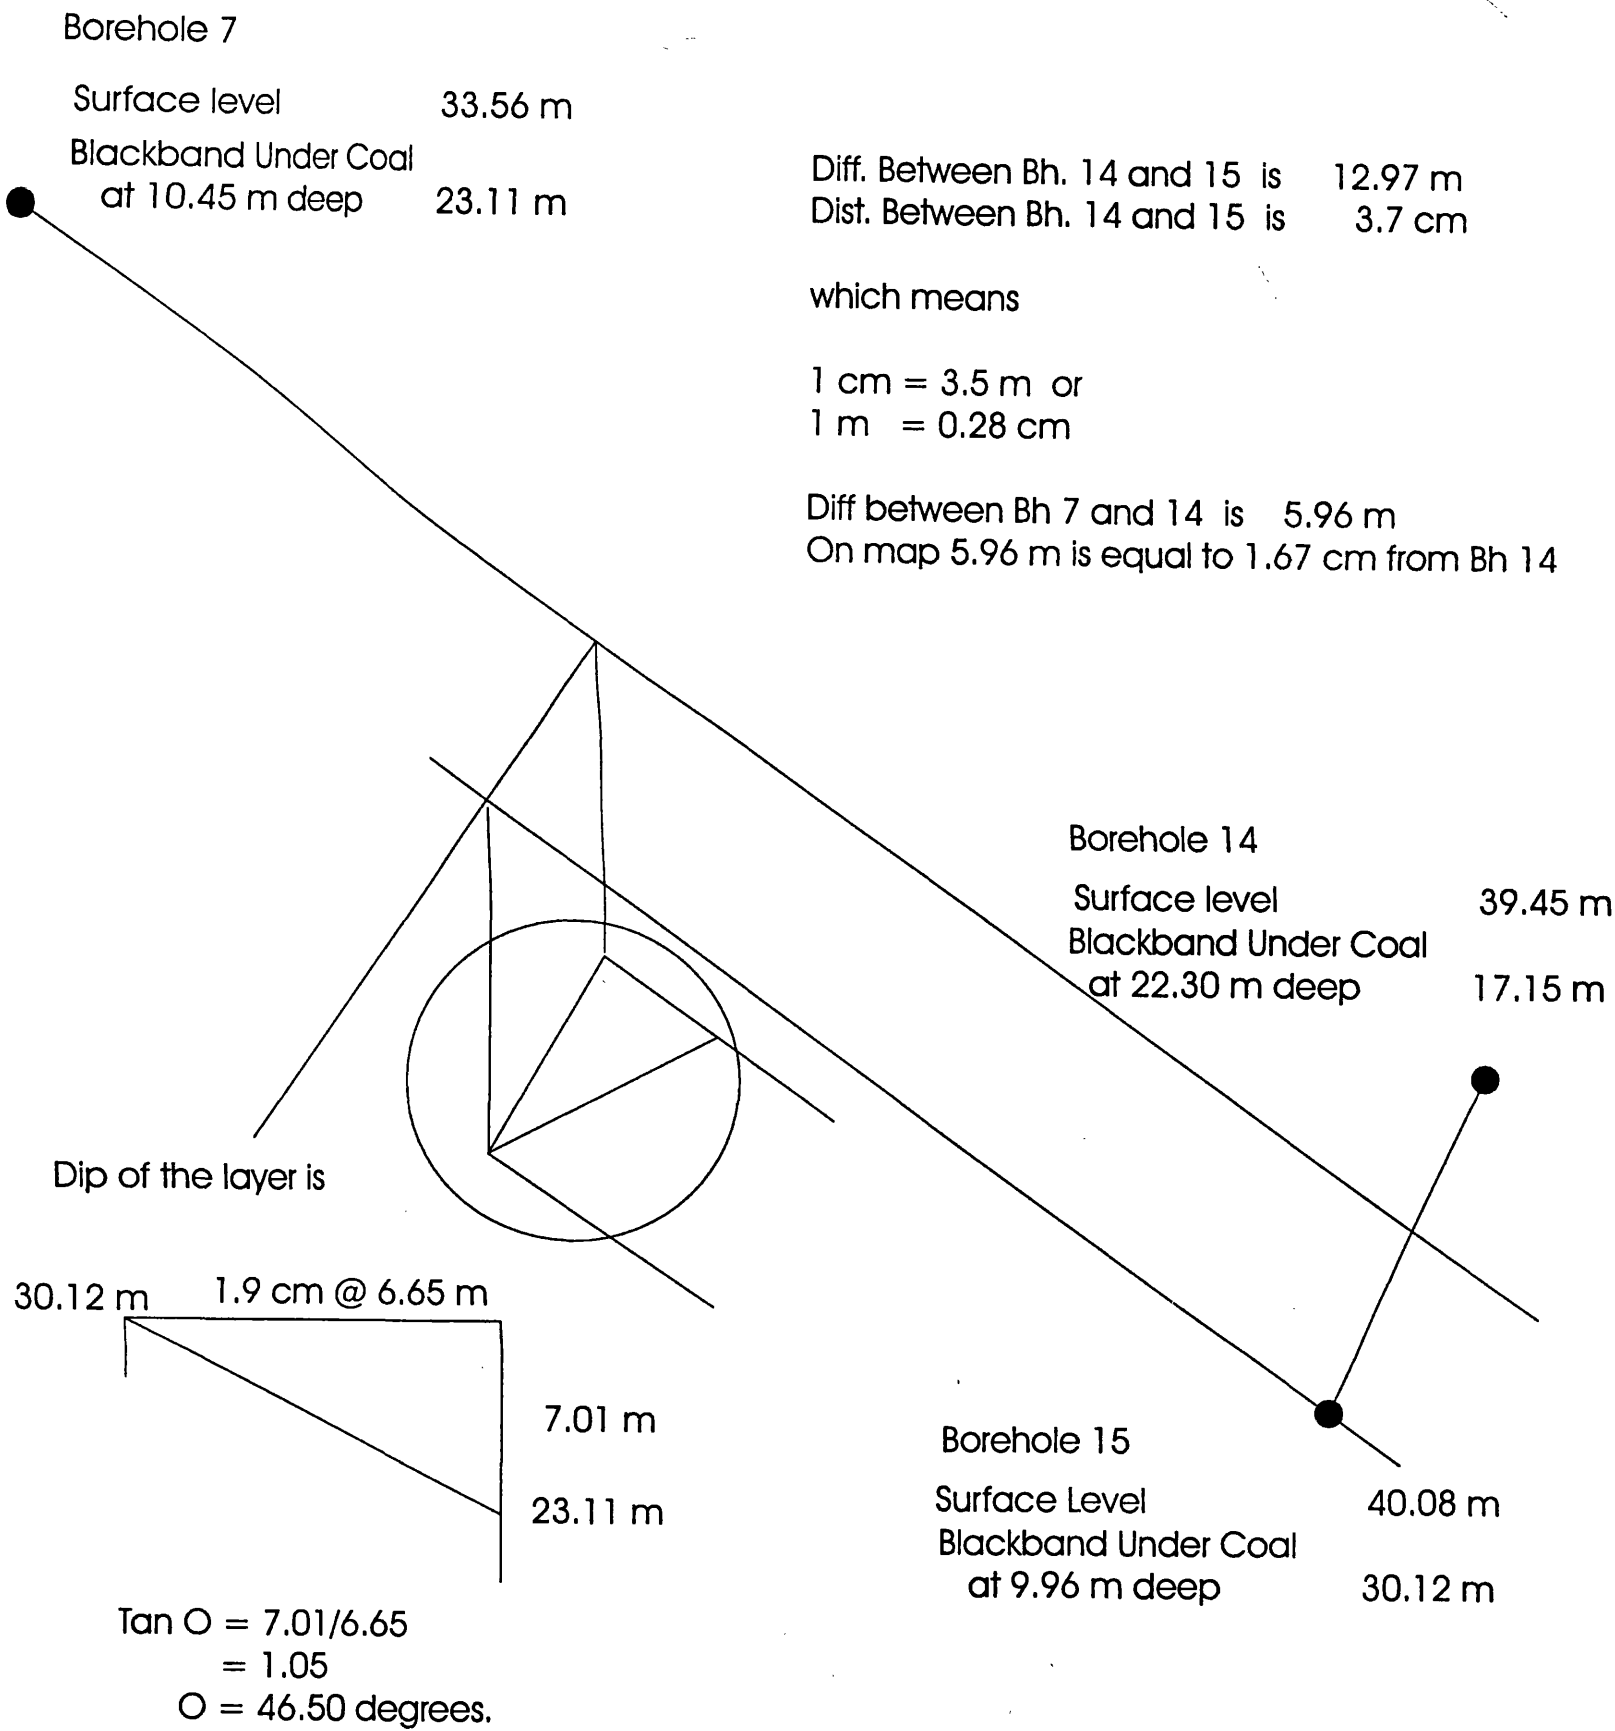 Borehole 7
Surface level 33.56 m
Blackband Under Coal
at 10.45 m deep 23.11 m
Diff. Between Bh. 14 and 15 is 12.97 m
Dist. Between Bh. 14 and 15 is 3.7 cm
which means
1 cm = 3.5 m or
1 m = 0.28 cm
Diff between Bh 7 and 14 is 5.96 m
On map 5.96 m is equal to 1.67 cm from Bh 14
Borehole 14
Surface level 39.45 m
Blackband Under Coal
at 22.30 m deep 17.15 m
Dip of the layer is
30.12 m 1.9 cm @ 6.65 m
7.01 m
23.11 m
Tan O = 7.01/6.65
= 1.05
O = 46.50 degrees.
Borehole 15
Surface Level 40.08 m
Blackband Under Coal
at 9.96 m deep 30.12 m